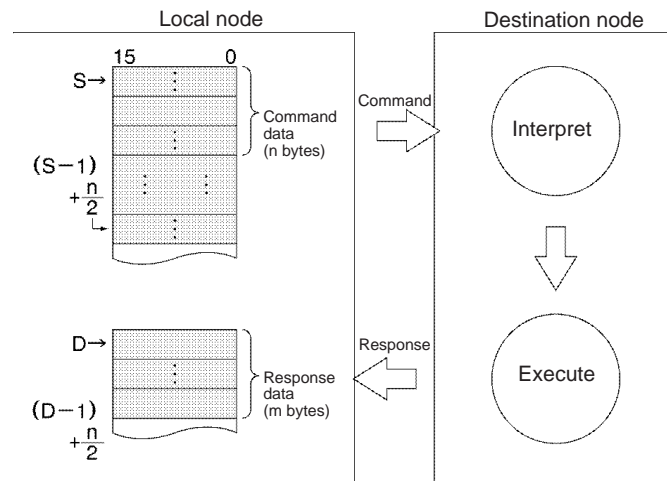 Local node
Destination node
15 0
S→
Command
data
(n bytes)
(S−1)
+ n/2
Command
Interpret
D→
Response
data
(m bytes)
(D−1)
+ n/2
Response
Execute